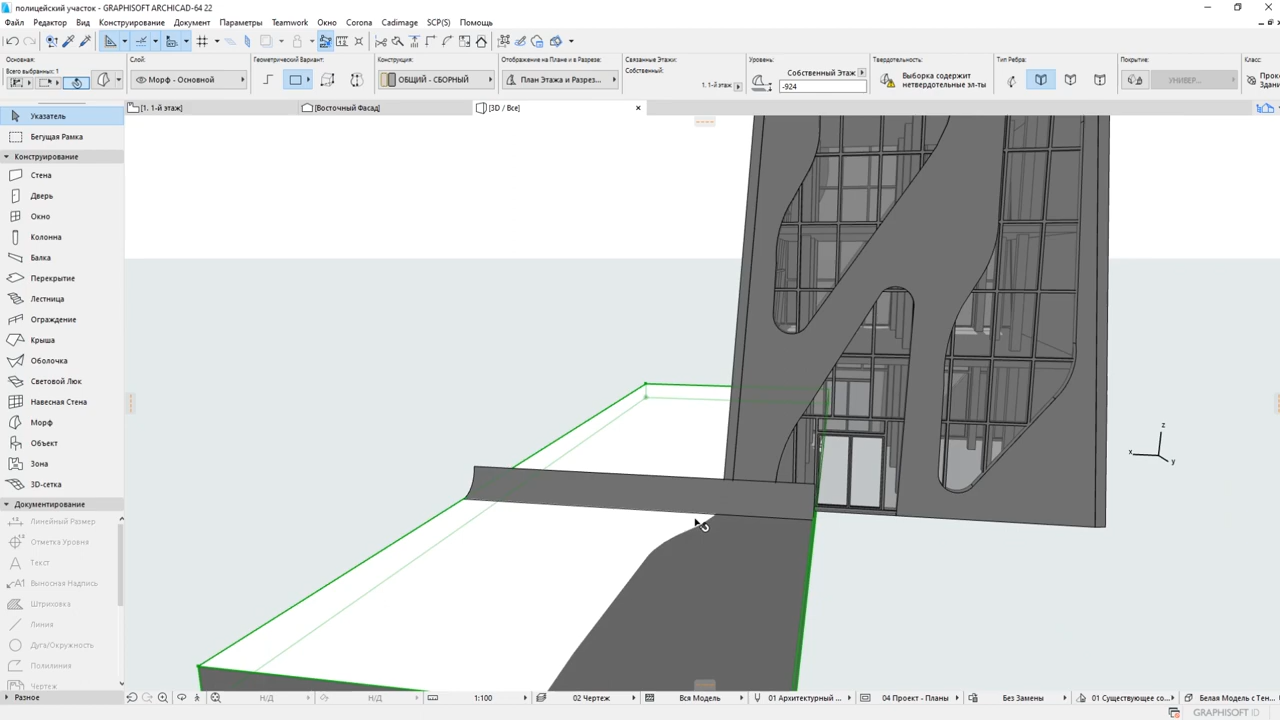 полицейский участок - GRAPHISOFT ARCHICAD-64 22
Файл Редактор Вид Конструирование Документ Параметры Teamwork Окно Corona Cadimage SCP(S) Помощь
Основная:
Всего выбранных: 1
Слой:
Морф - Основной
Геометрический Вариант:
Конструкция:
ОБЩИЙ - СБОРНЫЙ
Отображения на Плане и в Разрезе:
План Этажа и Разрез...
Связанные Этажи:
Собственный:
1. 1-й этаж
Уровень:
Собственный Этаж
-924
Твердотельность:
Выборка содержит
нетвердотельные эл-ты
Тип Ребра:
Покрытие:
УНИВЕР...
Класс:
[1. 1-й этаж]
[Восточный Фасад]
[3D / Все]
Указатель
Бегущая Рамка
Конструирование
Стена
Дверь
Окно
Колонна
Балка
Перекрытие
Лестница
Ограждение
Крыша
Оболочка
Световой Люк
Навесная Стена
Морф
Объект
Зона
3D-сетка
Документирование
Линейный Размер
Отметка Уровня
Текст
Выносная Надпись
Штриховка
Линия
Дуга/Окружность
Полилиния
Чертеж
Разное
z
x
y
Н/Д
Н/Д
1:100
02 Чертеж
Вся Модель
01 Архитектурный ...
04 Проект - Планы
Без Замены
01 Существующее со...
Белая Модель с Тен...
GRAPHISOFT ID